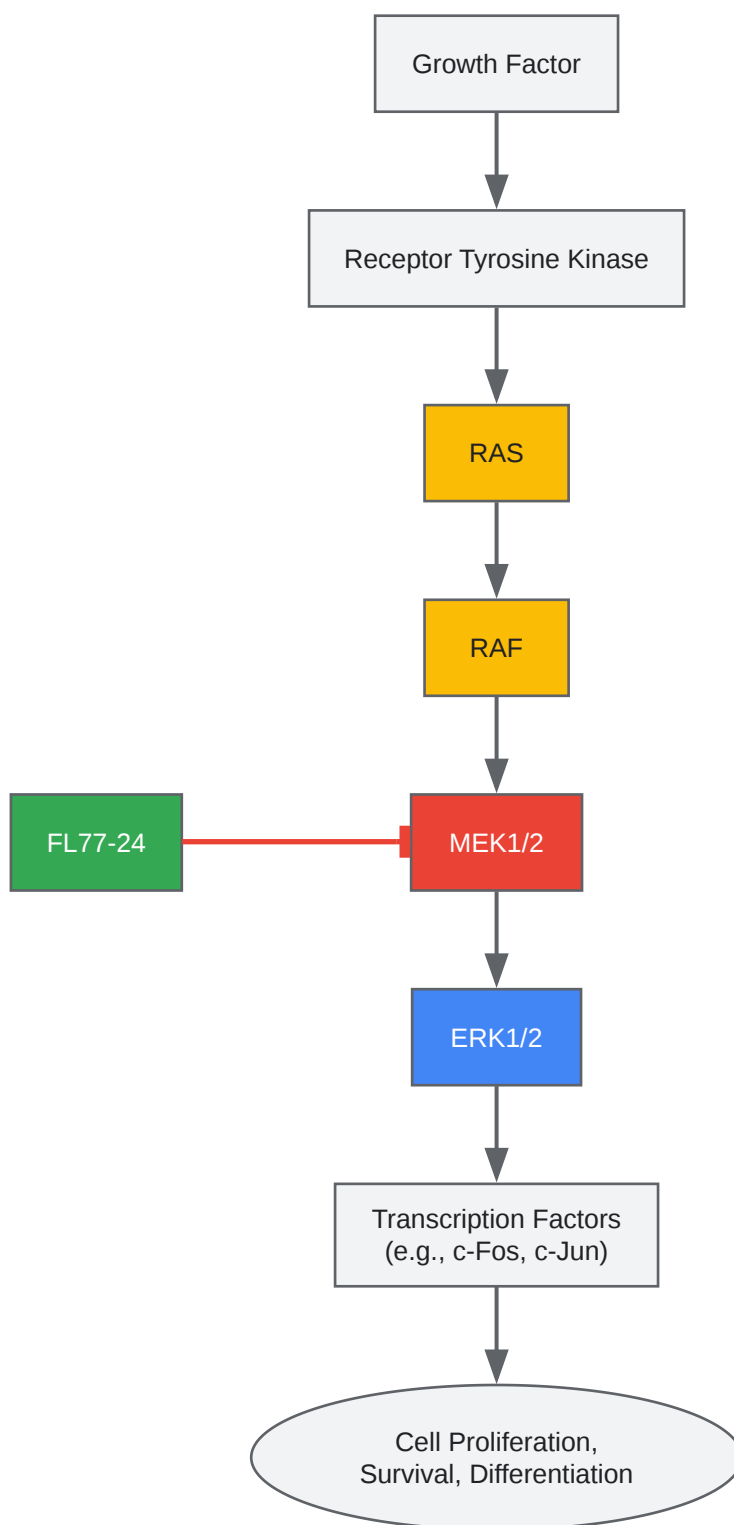 Growth Factor
Receptor Tyrosine Kinase
RAS
RAF
FL77-24
MEK1/2
ERK1/2
Transcription Factors
(e.g., c-Fos, c-Jun)
Cell Proliferation,
Survival, Differentiation